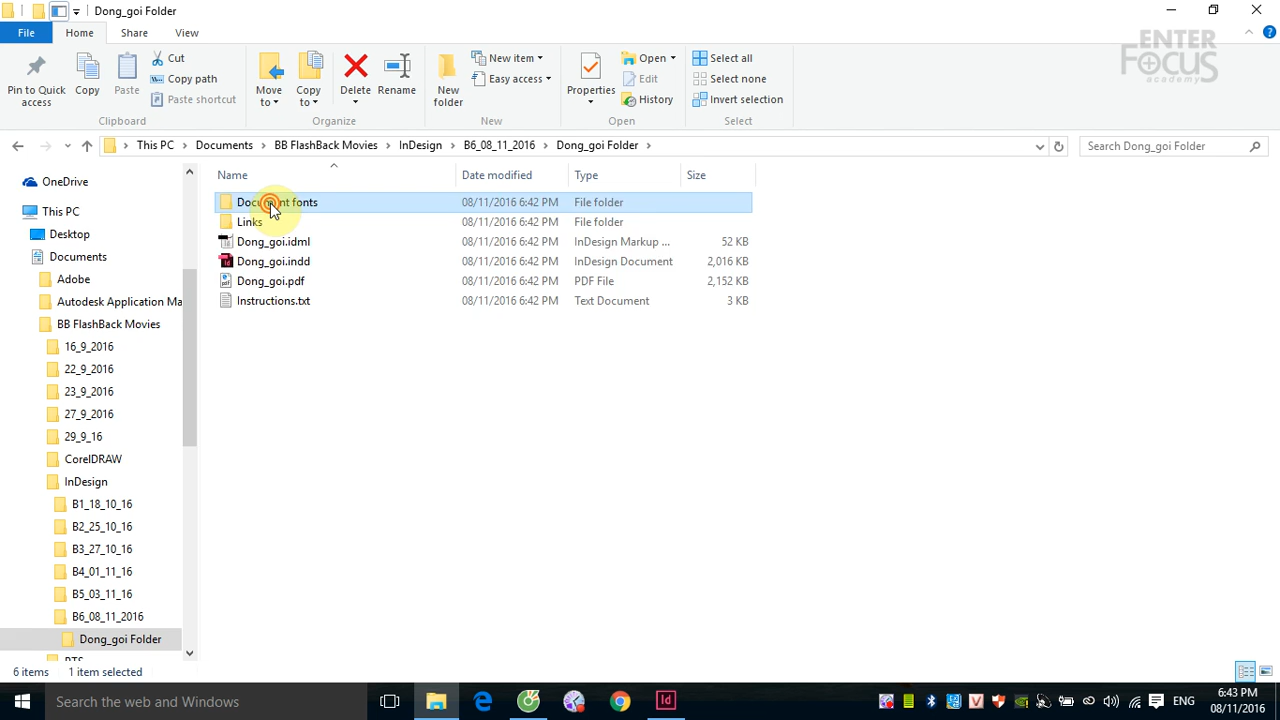 Dong_goi Folder
File
Home
Share
View
ENTER
FOCUS
academy
Pin to Quick access
Copy
Paste
Cut
Copy path
Paste shortcut
Move to
Copy to
Delete
Rename
New folder
New item
Easy access
Properties
Open
Edit
History
Select all
Select none
Invert selection
Clipboard
Organize
New
Open
Select
This PC > Documents > BB FlashBack Movies > InDesign > B6_08_11_2016 > Dong_goi Folder >
Search Dong_goi Folder
Name Date modified Type Size
Document fonts 08/11/2016 6:42 PM File folder
Links 08/11/2016 6:42 PM File folder
Dong_goi.idml 08/11/2016 6:42 PM InDesign Markup ... 52 KB
Dong_goi.indd 08/11/2016 6:42 PM InDesign Document 2,016 KB
Dong_goi.pdf 08/11/2016 6:42 PM PDF File 2,152 KB
Instructions.txt 08/11/2016 6:42 PM Text Document 3 KB
OneDrive
This PC
Desktop
Documents
Adobe
Autodesk Application Ma
BB FlashBack Movies
16_9_2016
22_9_2016
23_9_2016
27_9_2016
29_9_16
CorelDRAW
InDesign
B1_18_10_16
B2_25_10_16
B3_27_10_16
B4_01_11_16
B5_03_11_16
B6_08_11_2016
Dong_goi Folder
6 items 1 item selected
Search the web and Windows
Id
ENG
6:43 PM
08/11/2016